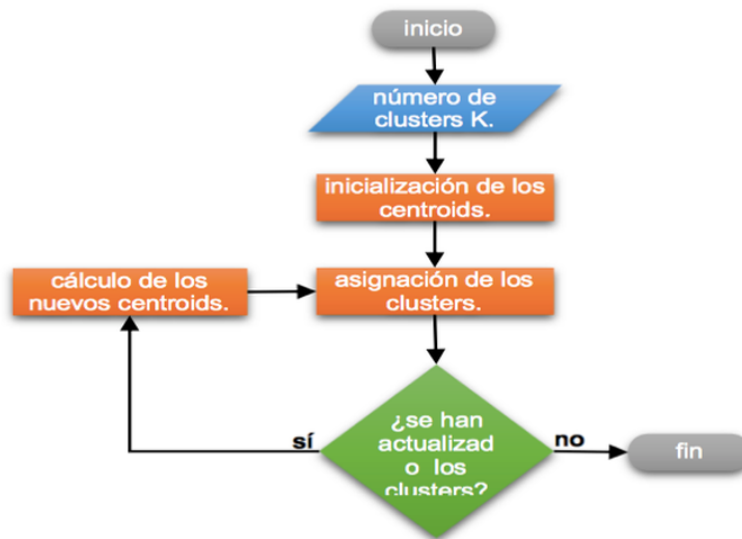 inicio
número de
clusters K.
inicialización de los
centroids.
cálculo de los
nuevos centroids.
asignación de los
clusters.
¿se han
actualizad
o los
clusters?
sí
no
fin